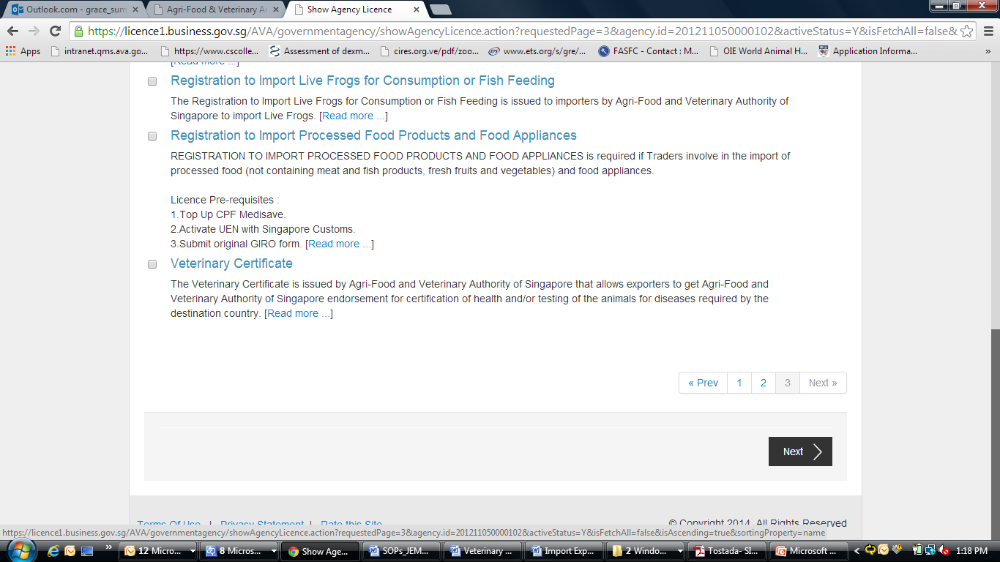 Outlook.com - grace_sum
Agri-Food & Veterinary A
Show Agency Licence
https://licence1.business.gov.sg/AVA/governmentagency/showAgencyLicence.action?requestedPage=3&agency.id=201211050000102&activeStatus=Y&isFetchAll=false&
Apps
intranet.qms.ava.go...
https://www.cscolle...
Assessment of dexm...
cires.org.ve/pdf/zoo...
www.ets.org/s/gre/...
FASFC - Contact : M...
OIE World Animal H...
Application Informa...
»
[Read more ...]
Registration to Import Live Frogs for Consumption or Fish Feeding
The Registration to Import Live Frogs for Consumption or Fish Feeding is issued to importers by Agri-Food and Veterinary Authority of
Singapore to import Live Frogs. [Read more ...]
Registration to Import Processed Food Products and Food Appliances
REGISTRATION TO IMPORT PROCESSED FOOD PRODUCTS AND FOOD APPLIANCES is required if Traders involve in the import of
processed food (not containing meat and fish products, fresh fruits and vegetables) and food appliances.
Licence Pre-requisites :
1.Top Up CPF Medisave.
2.Activate UEN with Singapore Customs.
3.Submit original GIRO form. [Read more ...]
Veterinary Certificate
The Veterinary Certificate is issued by Agri-Food and Veterinary Authority of Singapore that allows exporters to get Agri-Food and
Veterinary Authority of Singapore endorsement for certification of health and/or testing of the animals for diseases required by the
destination country. [Read more ...]
« Prev 1 2 3 Next »
Next
Terms Of Use | Privacy Statement | Rate this Site
© Copyright 2014. All Rights Reserved
https://licence1.business.gov.sg/AVA/governmentagency/showAgencyLicence.action?requestedPage=3&agency.id=201211050000102&activeStatus=Y&isFetchAll=false&isAscending=true&sortingProperty=name
»
12 Micro...
8 Micros...
Show Age...
SOPs_JEM...
Veterinary ...
Import Exp...
2 Windo...
Tostada- SI...
Microsoft ...
1:18 PM